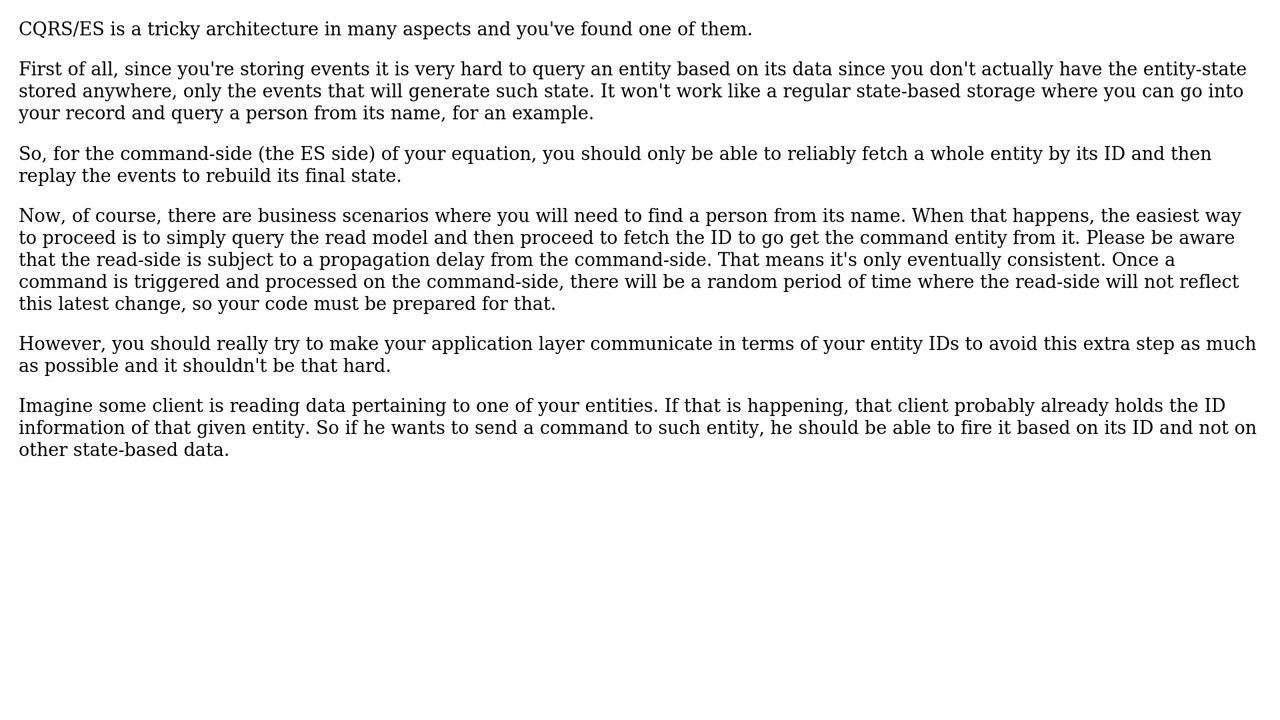 CQRS/ES is a tricky architecture in many aspects and you've found one of them.
First of all, since you're storing events it is very hard to query an entity based on its data since you don't actually have the entity-state
stored anywhere, only the events that will generate such state. It won't work like a regular state-based storage where you can go into
your record and query a person from its name, for an example.
So, for the command-side (the ES side) of your equation, you should only be able to reliably fetch a whole entity by its ID and then
replay the events to rebuild its final state.
Now, of course, there are business scenarios where you will need to find a person from its name. When that happens, the easiest way
to proceed is to simply query the read model and then proceed to fetch the ID to go get the command entity from it. Please be aware
that the read-side is subject to a propagation delay from the command-side. That means it's only eventually consistent. Once a
command is triggered and processed on the command-side, there will be a random period of time where the read-side will not reflect
this latest change, so your code must be prepared for that.
However, you should really try to make your application layer communicate in terms of your entity IDs to avoid this extra step as much
as possible and it shouldn't be that hard.
Imagine some client is reading data pertaining to one of your entities. If that is happening, that client probably already holds the ID
information of that given entity. So if he wants to send a command to such entity, he should be able to fire it based on its ID and not on
other state-based data.